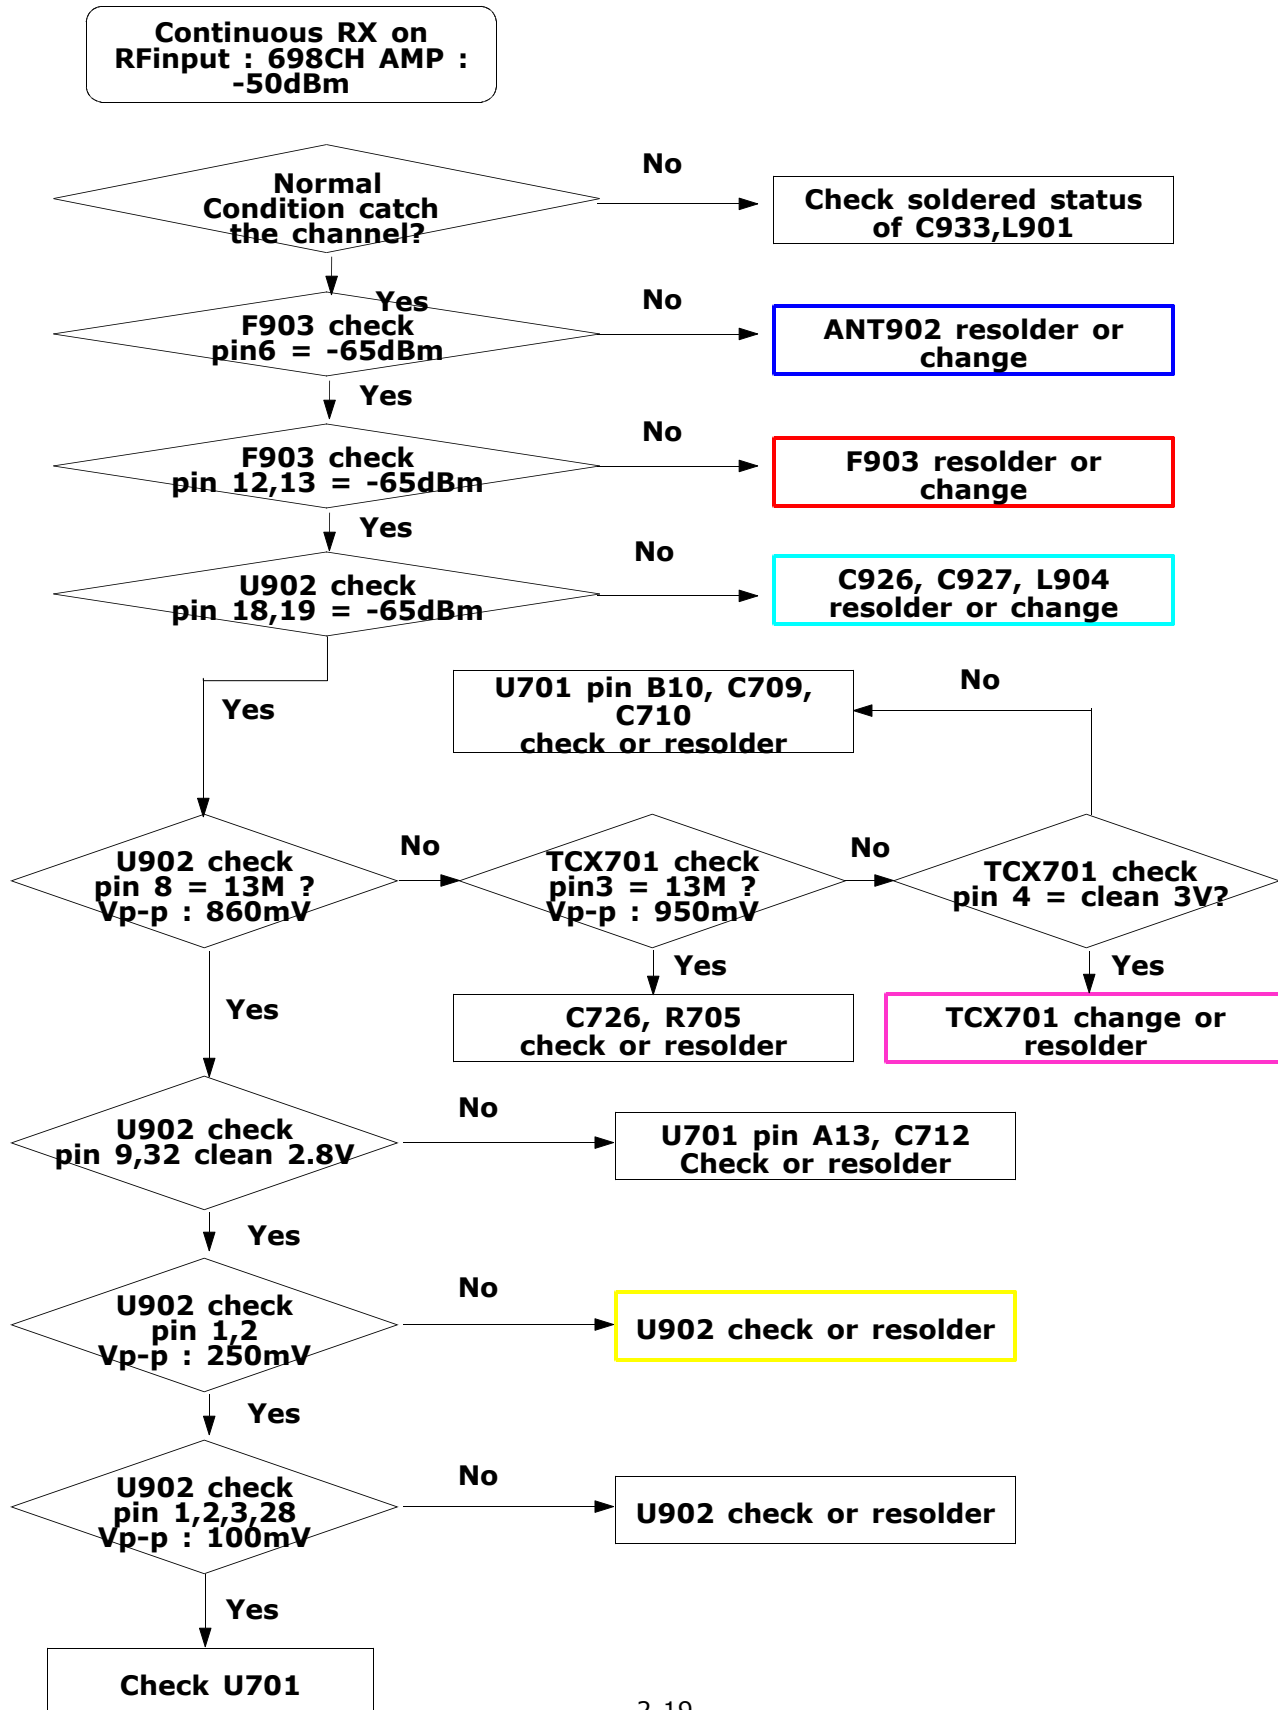 Continuous RX on
RFinput : 698CH AMP :
-50dBm
No
Normal
Condition catch
the channel?
Check soldered status
of C933,L901
Yes
No
F903 check
pin6 = -65dBm
ANT902 resolder or
change
Yes
No
F903 check
pin 12,13 = -65dBm
F903 resolder or
change
Yes
No
U902 check
pin 18,19 = -65dBm
C926, C927, L904
resolder or change
Yes
U701 pin B10, C709,
C710
check or resolder
No
U902 check
pin 8 = 13M ?
Vp-p : 860mV
No
TCX701 check
pin3 = 13M ?
Vp-p : 950mV
No
TCX701 check
pin 4 = clean 3V?
Yes
Yes
Yes
C726, R705
check or resolder
TCX701 change or
resolder
U902 check
pin 9,32 clean 2.8V
No
U701 pin A13, C712
Check or resolder
Yes
U902 check
pin 1,2
Vp-p : 250mV
No
U902 check or resolder
Yes
U902 check
pin 1,2,3,28
Vp-p : 100mV
No
U902 check or resolder
Yes
Check U701
2-19